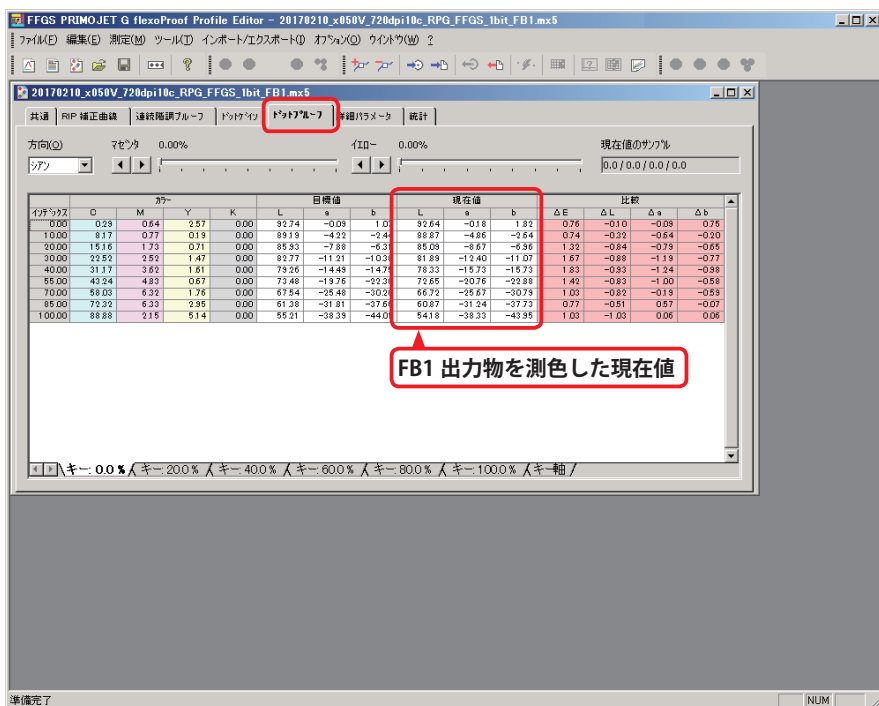 FFGS PRIMOJET G flexoProof Profile Editor - 20170210_x050V_720dpi10c_RPG_FFGS_1bit_FB1.mx5
ファイル(F) 編集(E) 測定(M) ツール(T) インポート/エクスポート(I) オプション(O) ウインドウ(W) ?
20170210_x050V_720dpi10c_RPG_FFGS_1bit_FB1.mx5
共通 RIP 補正曲線 連続階調プルーフ ドットゲイン ドットプルーフ 詳細パラメータ 統計
方向(O) マゼンタ 0.00% イエロー 0.00% 現在値のサンプル
シアン 0.0 / 0.0 / 0.0 / 0.0
カラー 目標値 現在値 比較
インデックス C M Y K L a b L a b ΔE ΔL Δa Δb
0.00 0.29 0.64 2.57 0.00 92.74 -0.09 1.07 92.64 -0.18 1.82 0.76 -0.10 -0.09 0.75
10.00 8.17 0.77 0.19 0.00 89.19 -4.22 -2.44 88.87 -4.86 -2.64 0.74 -0.32 -0.64 -0.20
20.00 15.16 1.73 0.71 0.00 85.93 -7.88 -6.31 85.09 -8.67 -6.96 1.32 -0.84 -0.79 -0.65
30.00 22.52 2.52 1.47 0.00 82.77 -11.21 -10.30 81.89 -12.40 -11.07 1.67 -0.88 -1.19 -0.77
40.00 31.17 3.62 1.61 0.00 79.26 -14.49 -14.75 78.33 -15.73 -15.73 1.83 -0.93 -1.24 -0.98
55.00 43.24 4.83 0.67 0.00 73.48 -19.76 -22.30 72.65 -20.76 -22.88 1.42 -0.83 -1.00 -0.58
70.00 58.03 6.32 1.76 0.00 67.54 -25.48 -30.20 66.72 -25.67 -30.79 1.03 -0.82 -0.19 -0.59
85.00 72.32 6.33 2.95 0.00 61.38 -31.81 -37.66 60.87 -31.24 -37.73 0.77 -0.51 0.57 -0.07
100.00 88.88 2.15 5.14 0.00 55.21 -38.39 -44.01 54.18 -38.33 -43.95 1.03 -1.03 0.06 0.06
FB1 出力物を測色した現在値
キー: 0.0 % キー: 20.0 % キー: 40.0 % キー: 60.0 % キー: 80.0 % キー: 100.0 % キー軸
準備完了 NUM